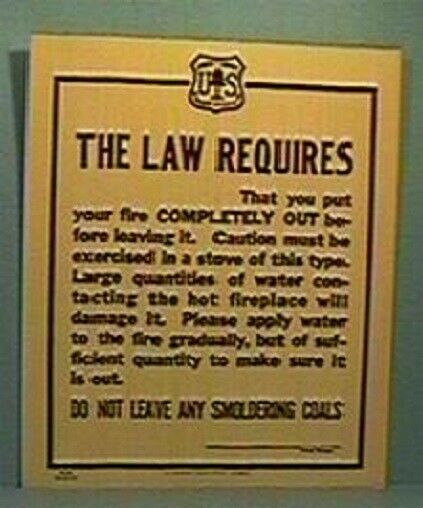 US
THE LAW REQUIRES
That you put
your fire COMPLETELY OUT be-
fore leaving it. Caution must be
exercised in a stove of this type.
Large quantities of water con-
tacting the hot fireplace will
damage it. Please apply water
to the fire gradually, but of suf-
ficient quantity to make sure it
is out.
DO NOT LEAVE ANY SMOLDERING COALS